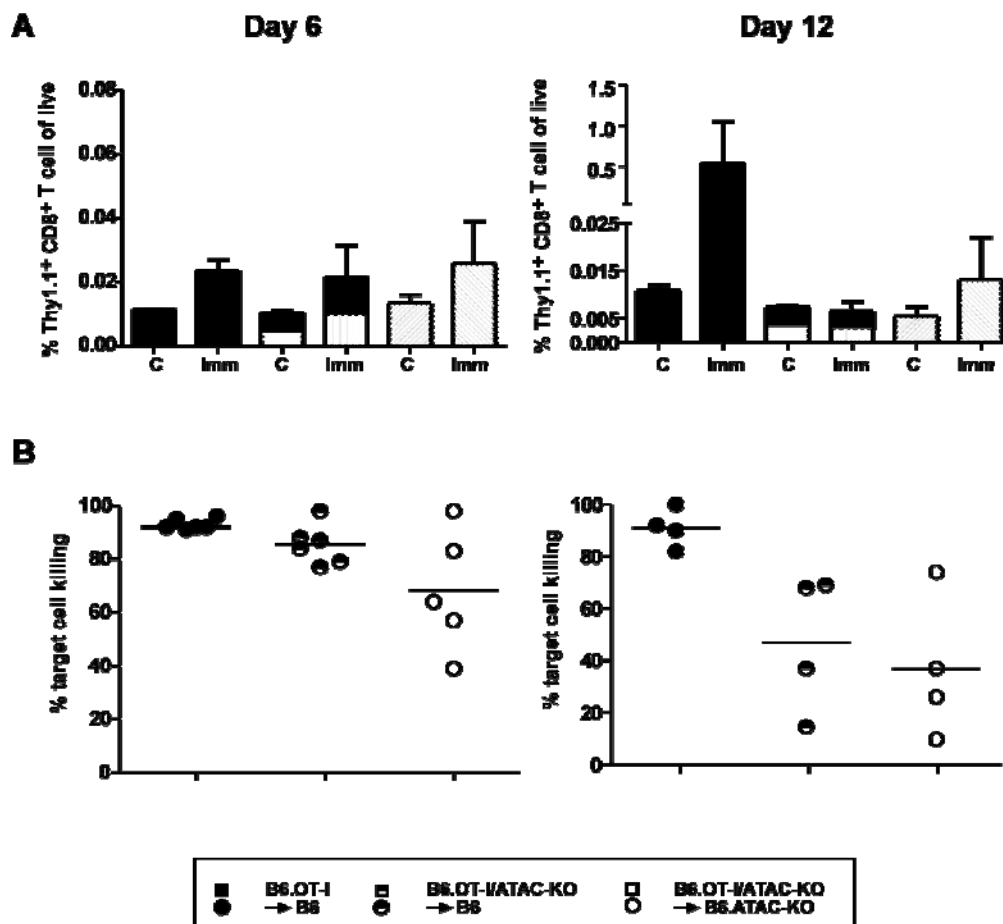 A
Day 6
Day 12
% Thy1.1+ CD8+ T cell of live
0.08
0.06
0.04
0.02
0.00
C Imm C Imm C Imm
% Thy1.1+ CD8+ T cell of live
1.5
1.0
0.5
0.025
0.015
0.005
0.000
C Imm C Imm C Imm
B
% target cell killing
100
80
60
40
20
0
% target cell killing
100
80
60
40
20
0
B6.OT-I B6.OT-I/ATAC-KO B6.OT-I/ATAC-KO
→ B6 → B6 → B6.ATAC-KO